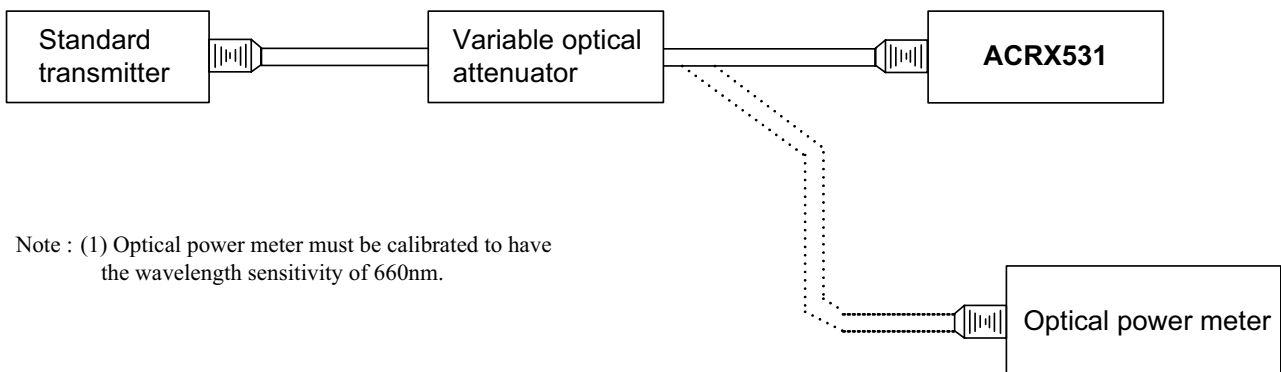 Standard
transmitter
Variable optical
attenuator
ACRX531
Note : (1) Optical power meter must be calibrated to have
the wavelength sensitivity of 660nm.
Optical power meter